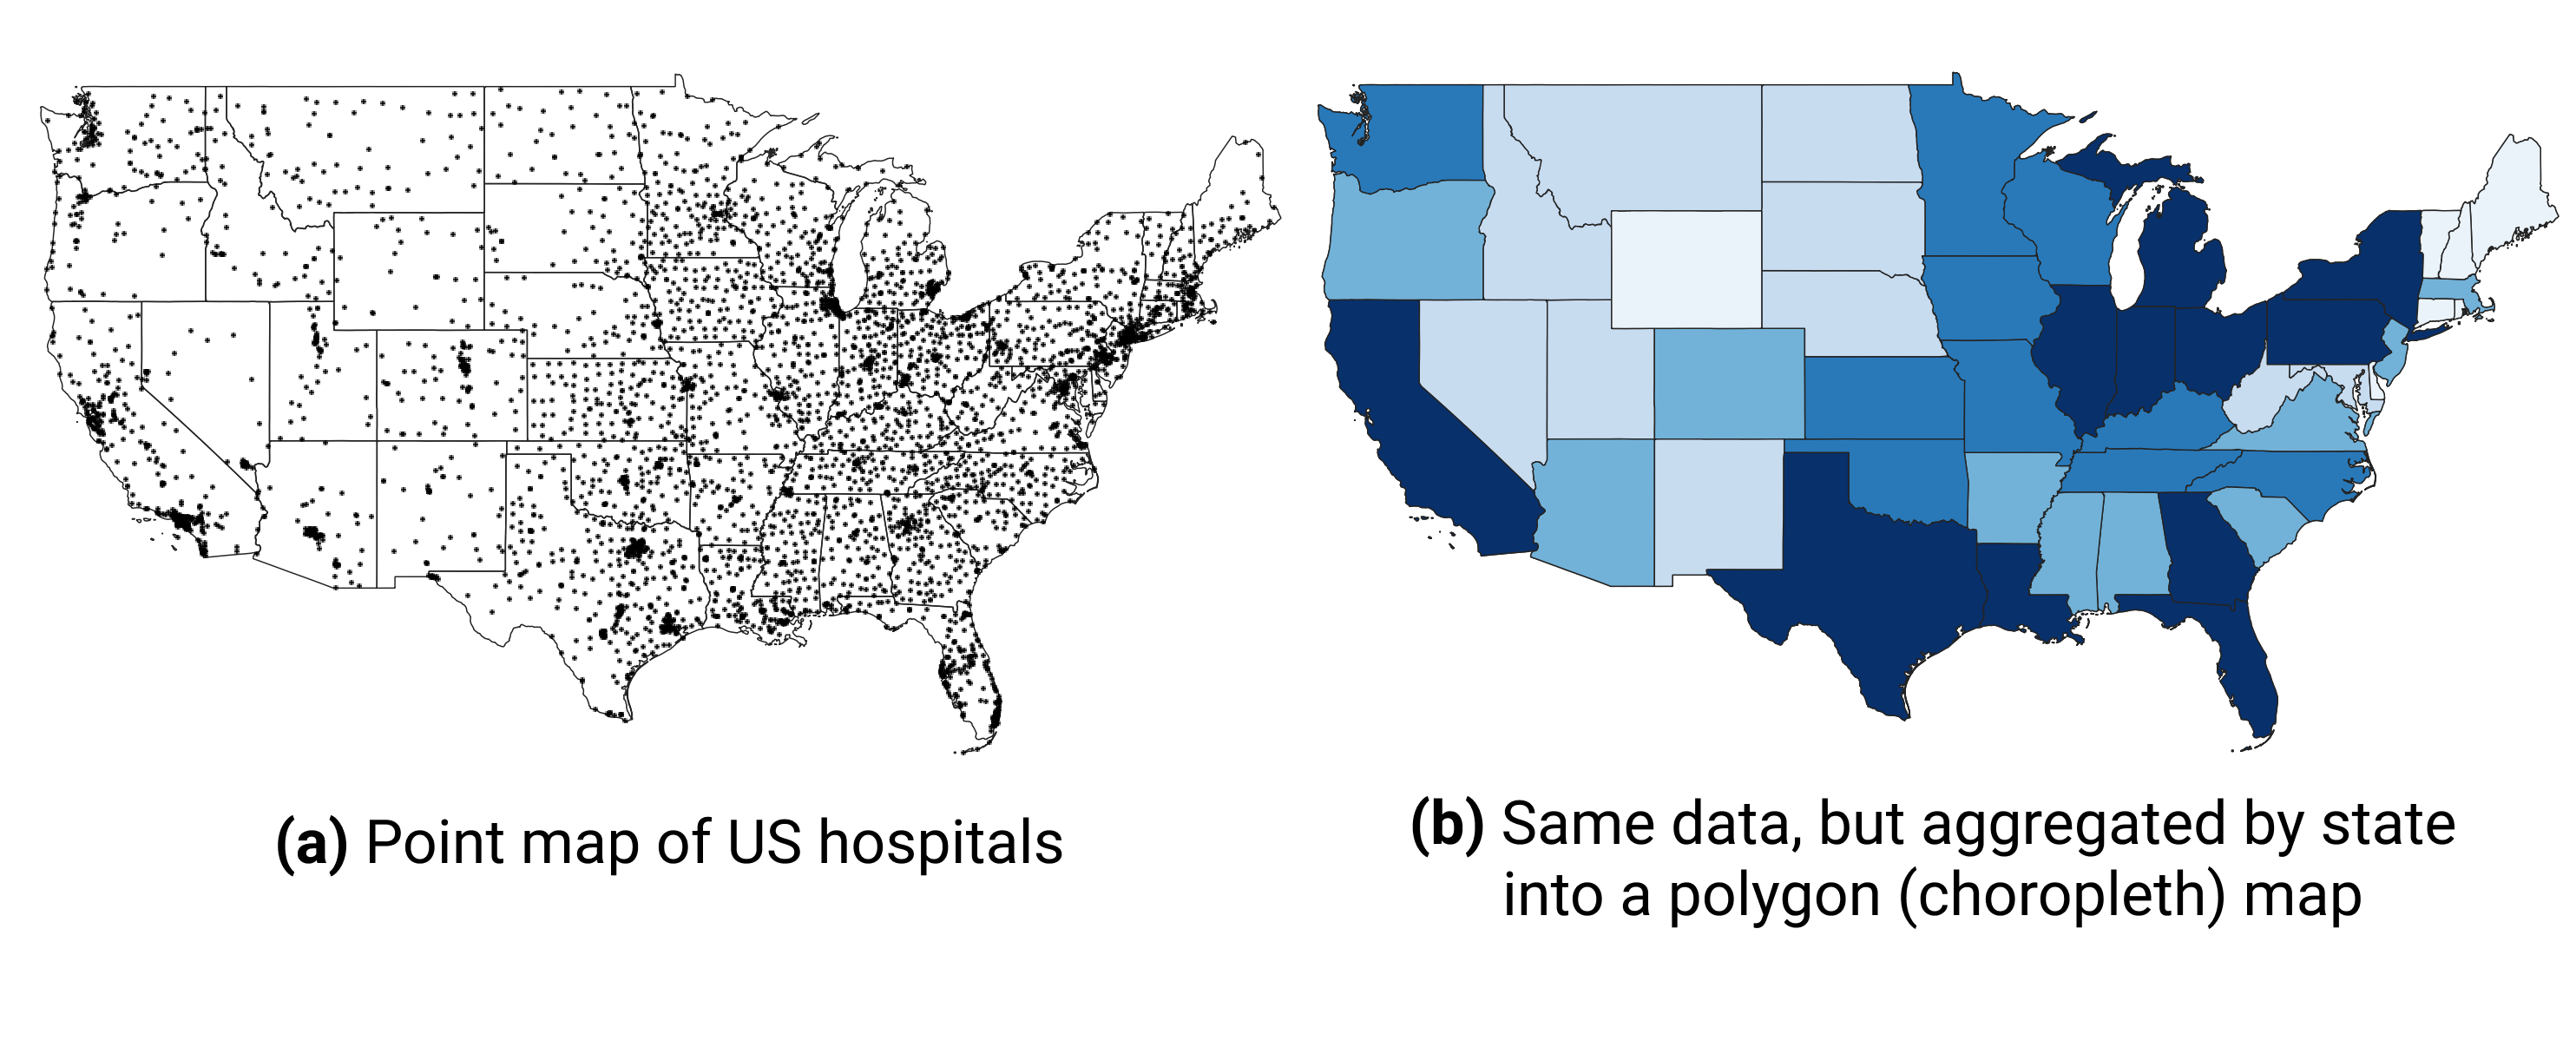 (a) Point map of US hospitals
(b) Same data, but aggregated by state
into a polygon (choropleth) map